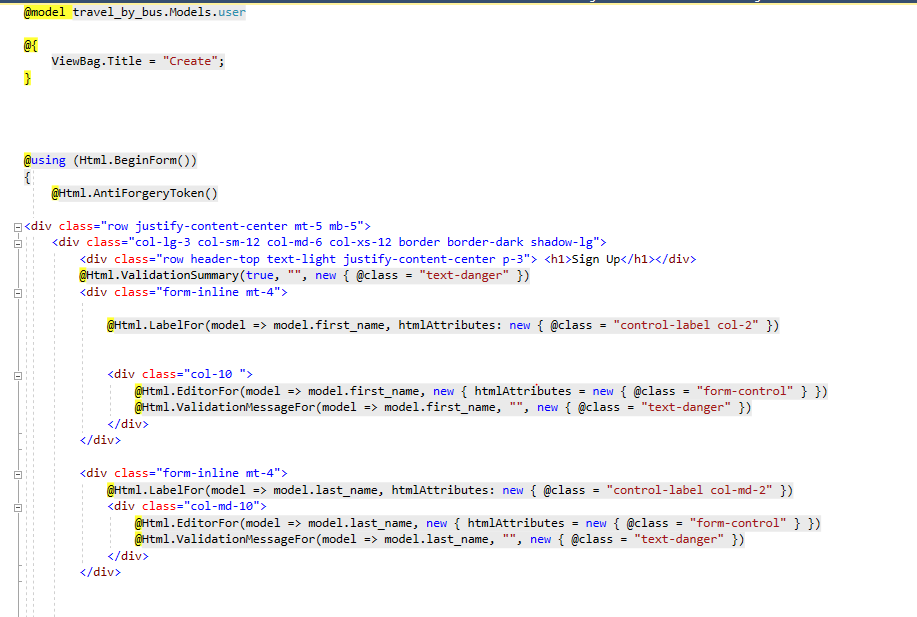 @model travel_by_bus.Models.user
@{
ViewBag.Title = "Create";
}
@using (Html.BeginForm())
{
@Html.AntiForgeryToken()
<div class="row justify-content-center mt-5 mb-5">
<div class="col-lg-3 col-sm-12 col-md-6 col-xs-12 border border-dark shadow-lg">
<div class="row header-top text-light justify-content-center p-3"> <h1>Sign Up</h1></div>
@Html.ValidationSummary(true, "", new { @class = "text-danger" })
<div class="form-inline mt-4">
@Html.LabelFor(model => model.first_name, htmlAttributes: new { @class = "control-label col-2" })
<div class="col-10 ">
@Html.EditorFor(model => model.first_name, new { htmlAttributes = new { @class = "form-control" } })
@Html.ValidationMessageFor(model => model.first_name, "", new { @class = "text-danger" })
</div>
</div>
<div class="form-inline mt-4">
@Html.LabelFor(model => model.last_name, htmlAttributes: new { @class = "control-label col-md-2" })
<div class="col-md-10">
@Html.EditorFor(model => model.last_name, new { htmlAttributes = new { @class = "form-control" } })
@Html.ValidationMessageFor(model => model.last_name, "", new { @class = "text-danger" })
</div>
</div>